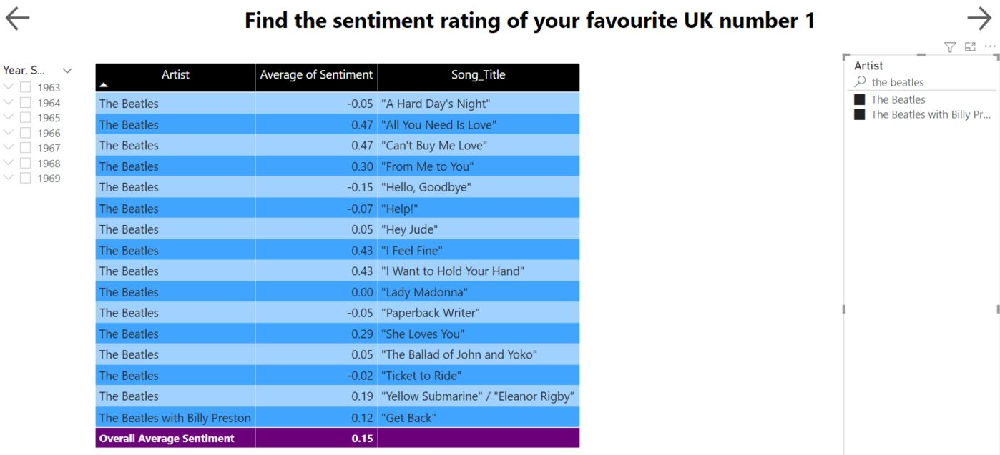 Find the sentiment rating of your favourite UK number 1
Year, S...
1963
1964
1965
1966
1967
1968
1969
Artist Average of Sentiment Song_Title
The Beatles -0.05 "A Hard Day's Night"
The Beatles 0.47 "All You Need Is Love"
The Beatles 0.47 "Can't Buy Me Love"
The Beatles 0.30 "From Me to You"
The Beatles -0.15 "Hello, Goodbye"
The Beatles -0.07 "Help!"
The Beatles 0.05 "Hey Jude"
The Beatles 0.43 "I Feel Fine"
The Beatles 0.43 "I Want to Hold Your Hand"
The Beatles 0.00 "Lady Madonna"
The Beatles -0.05 "Paperback Writer"
The Beatles 0.29 "She Loves You"
The Beatles 0.05 "The Ballad of John and Yoko"
The Beatles -0.02 "Ticket to Ride"
The Beatles 0.19 "Yellow Submarine" / "Eleanor Rigby"
The Beatles with Billy Preston 0.12 "Get Back"
Overall Average Sentiment 0.15
Artist
the beatles
The Beatles
The Beatles with Billy Pr...